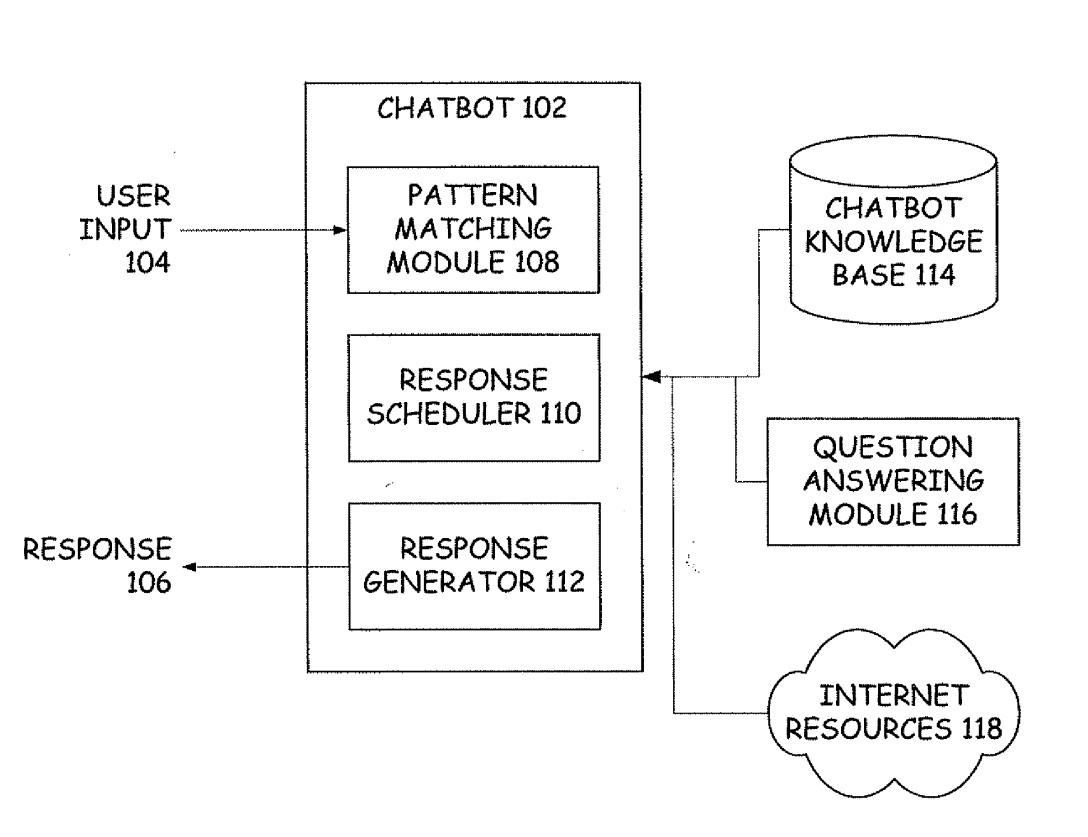 CHATBOT 102
USER
INPUT
104
PATTERN
MATCHING
MODULE 108
RESPONSE
SCHEDULER 110
RESPONSE
GENERATOR 112
RESPONSE
106
CHATBOT
KNOWLEDGE
BASE 114
QUESTION
ANSWERING
MODULE 116
INTERNET
RESOURCES 118